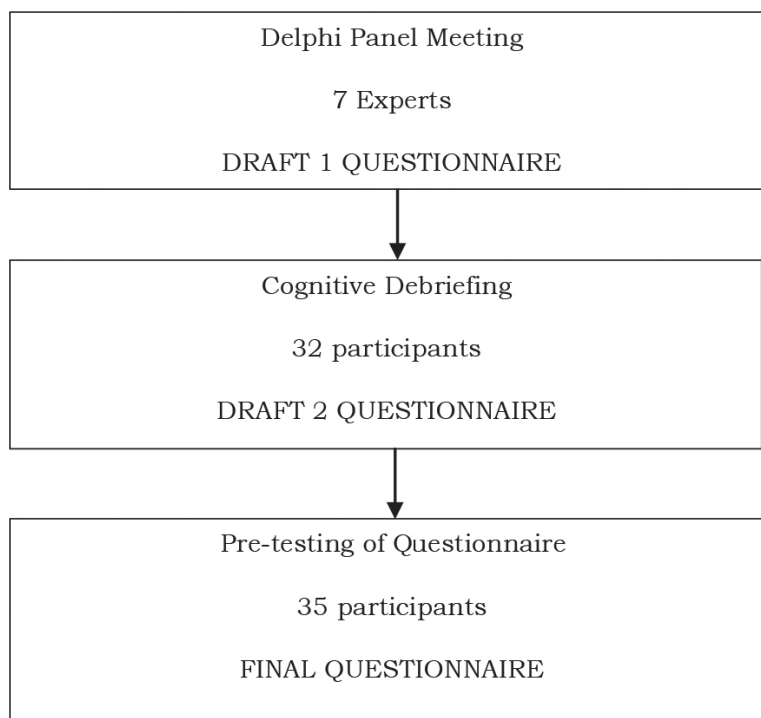 Delphi Panel Meeting
7 Experts
DRAFT 1 QUESTIONNAIRE
Cognitive Debriefing
32 participants
DRAFT 2 QUESTIONNAIRE
Pre-testing of Questionnaire
35 participants
FINAL QUESTIONNAIRE